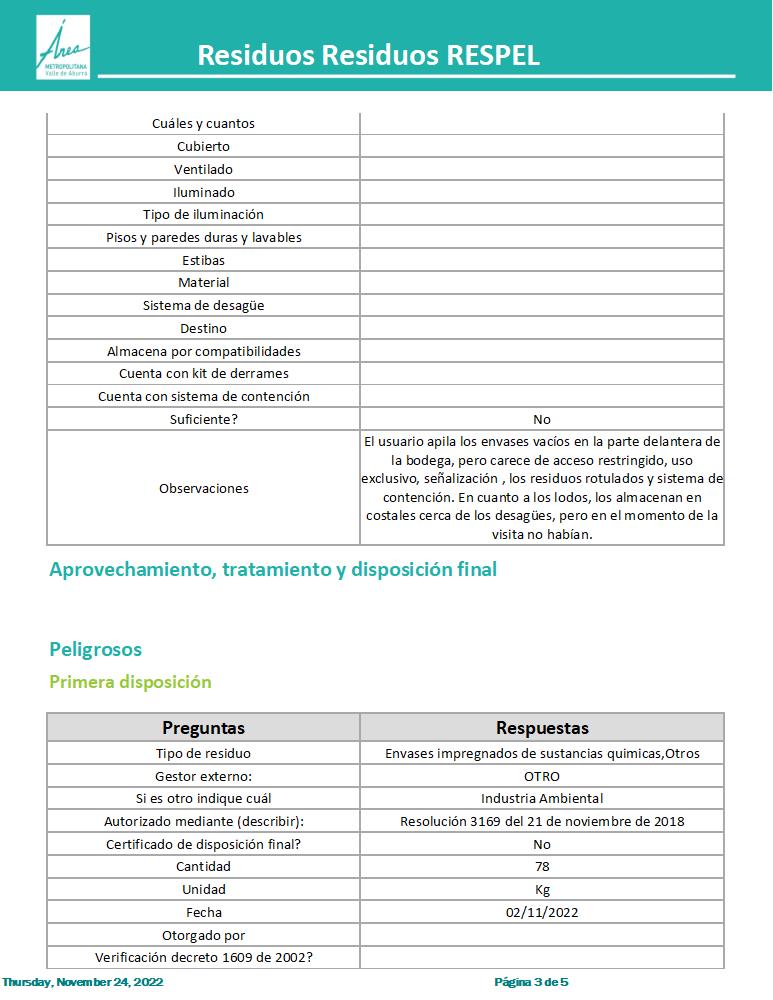 Área
METROPOLITANA
Valle de Aburrá
Residuos Residuos RESPEL
Cuáles y cuantos
Cubierto
Ventilado
Iluminado
Tipo de iluminación
Pisos y paredes duras y lavables
Estibas
Material
Sistema de desagüe
Destino
Almacena por compatibilidades
Cuenta con kit de derrames
Cuenta con sistema de contención
Suficiente? No
Observaciones
El usuario apila los envases vacíos en la parte delantera de
la bodega, pero carece de acceso restringido, uso
exclusivo, señalización , los residuos rotulados y sistema de
contención. En cuanto a los lodos, los almacenan en
costales cerca de los desagües, pero en el momento de la
visita no habían.
Aprovechamiento, tratamiento y disposición final
Peligrosos
Primera disposición
Preguntas Respuestas
Tipo de residuo Envases impregnados de sustancias quimicas,Otros
Gestor externo: OTRO
Si es otro indique cuál Industria Ambiental
Autorizado mediante (describir): Resolución 3169 del 21 de noviembre de 2018
Certificado de disposición final? No
Cantidad 78
Unidad Kg
Fecha 02/11/2022
Otorgado por
Verificación decreto 1609 de 2002?
Thursday, November 24, 2022 Página 3 de 5